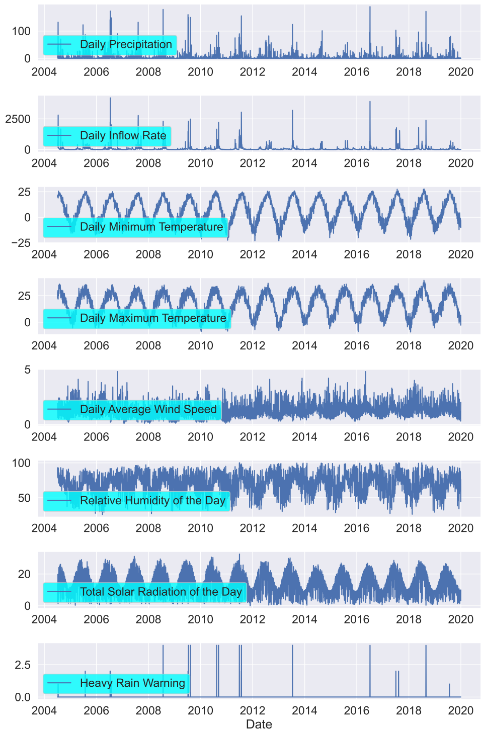 100
0
Daily Precipitation
2004 2006 2008 2010 2012 2014 2016 2018 2020
2500
0
Daily Inflow Rate
2004 2006 2008 2010 2012 2014 2016 2018 2020
25
0
−25
Daily Minimum Temperature
2004 2006 2008 2010 2012 2014 2016 2018 2020
25
0
Daily Maximum Temperature
2004 2006 2008 2010 2012 2014 2016 2018 2020
5
0
Daily Average Wind Speed
2004 2006 2008 2010 2012 2014 2016 2018 2020
100
50
Relative Humidity of the Day
2004 2006 2008 2010 2012 2014 2016 2018 2020
20
0
Total Solar Radiation of the Day
2004 2006 2008 2010 2012 2014 2016 2018 2020
2.5
0.0
Heavy Rain Warning
2004 2006 2008 2010 2012 2014 2016 2018 2020
Date